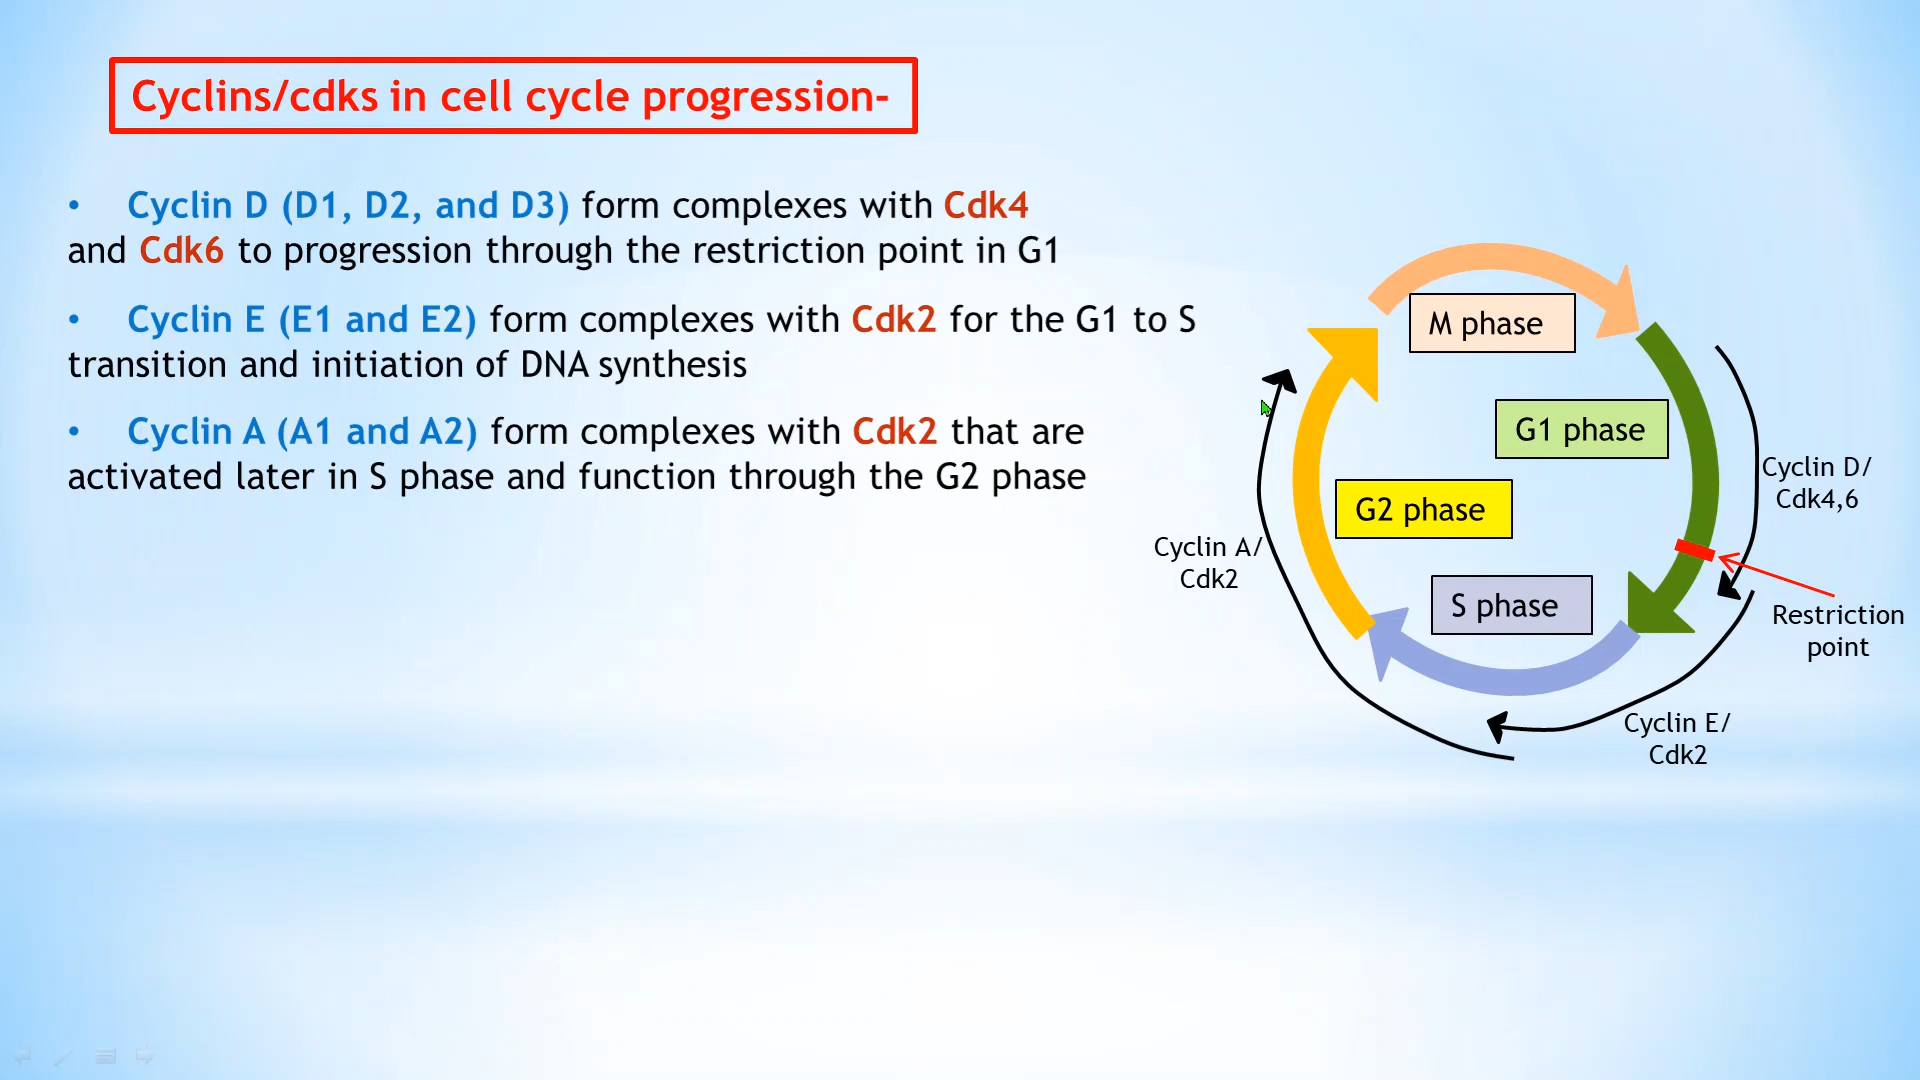 Cyclins/cdks in cell cycle progression-
• Cyclin D (D1, D2, and D3) form complexes with Cdk4
and Cdk6 to progression through the restriction point in G1
• Cyclin E (E1 and E2) form complexes with Cdk2 for the G1 to S
transition and initiation of DNA synthesis
• Cyclin A (A1 and A2) form complexes with Cdk2 that are
activated later in S phase and function through the G2 phase
M phase
G1 phase
Cyclin D/
Cdk4,6
G2 phase
Cyclin A/
Cdk2
S phase
Restriction
point
Cyclin E/
Cdk2